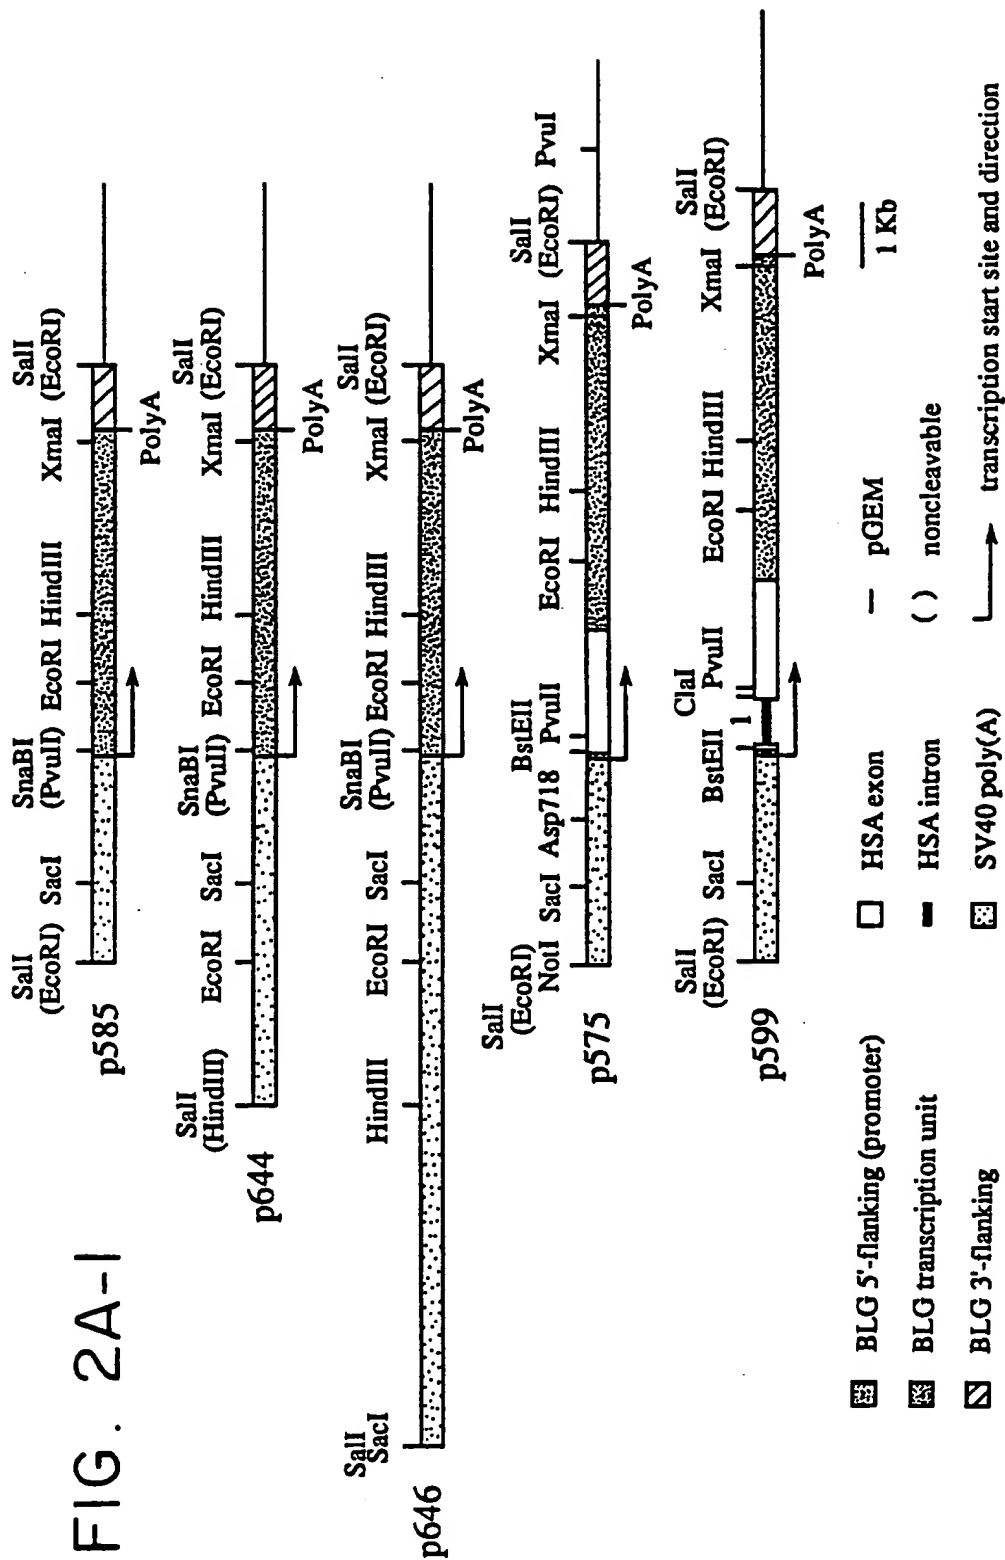 FIG. 2A-1
SalI
(EcoRI) SacI
SnaBI
(PvuII) EcoRI HindIII XmaI
SalI
(EcoRI)
p585
PolyA
SalI
(HindIII) EcoRI SacI
SnaBI
(PvuII) EcoRI HindIII XmaI
SalI
(EcoRI)
p644
PolyA
SalI
SacI HindIII EcoRI SacI
SnaBI
(PvuII) EcoRI HindIII XmaI
SalI
(EcoRI)
p646
PolyA
SalI
(EcoRI)
NotI SacI Asp718
BstEII
PvuII EcoRI HindIII XmaI
SalI
(EcoRI) PvuI
p575
PolyA
SalI
(EcoRI) SacI BstEII
ClaI
1 PvuII EcoRI HindIII XmaI
SalI
(EcoRI)
p599
PolyA
BLG 5'-flanking (promoter)
HSA exon
pGEM
1 Kb
BLG transcription unit
HSA intron
( ) noncleavable
BLG 3'-flanking
SV40 poly(A)
transcription start site and direction